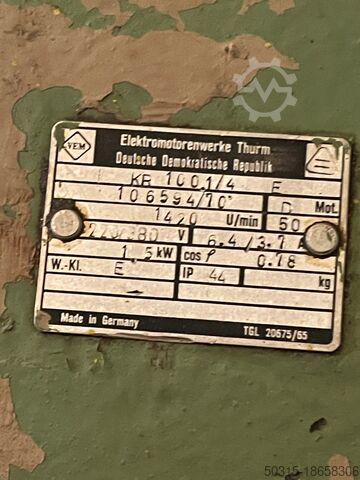 VEM
Elektromotorenwerke Thurm
Deutsche Demokratische Republik
KR 100.1/4 F
106594/70 D Mot.
1420 U/min 50
220/380 V 6.4/3.7 A
1.5 kW cos φ 0.78
W.-Kl. E IP 44 kg
Made in Germany TGL 20675/65
50315-18658306